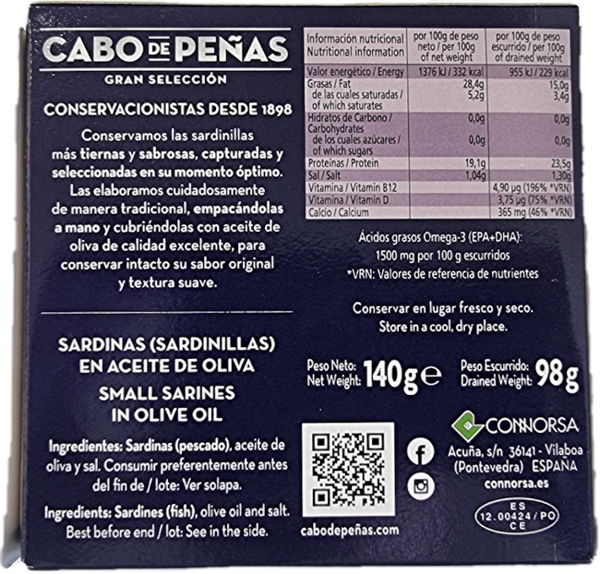 CABO DE PEÑAS
GRAN SELECCIÓN
CONSERVACIONISTAS DESDE 1898
Conservamos las sardinillas
más tiernas y sabrosas, capturadas y
seleccionadas en su momento óptimo.
Las elaboramos cuidadosamente
de manera tradicional, empacándolas
a mano y cubriéndolas con aceite de
oliva de calidad excelente, para
conservar intacto su sabor original
y textura suave.
SARDINAS (SARDINILLAS)
EN ACEITE DE OLIVA
SMALL SARINES
IN OLIVE OIL
Ingredientes: Sardinas (pescado), aceite de
oliva y sal. Consumir preferentemente antes
del fin de / lote: Ver solapa.
Ingredients: Sardines (fish), olive oil and salt.
Best before end / lot: See in the side.
Información nutricional por 100g de peso por 100g de peso
Nutritional information neto / per 100g escurrido / per 100g
of net weight of drained weight
Valor energético / Energy 1376 kJ / 332 kcal 955 kJ / 229 kcal
Grasas / Fat 28,4g 15,0g
de las cuales saturadas / 5,2g 3,4g
of which saturates
Hidratos de Carbono / 0,0g 0,0g
Carbohydrates
de los cuales azúcares / 0,0g 0,0g
of which sugars
Proteínas / Protein 19,1g 23,5g
Sal / Salt 1,04g 1,30g
Vitamina / Vitamin B12 4,90 µg (196% *VRN)
Vitamina / Vitamin D 3,75 µg (75% *VRN)
Calcio / Calcium 365 mg (46% *VRN)
Ácidos grasos Omega-3 (EPA+DHA):
1500 mg por 100 g escurridos
*VRN: Valores de referencia de nutrientes
Conservar en lugar fresco y seco.
Store in a cool, dry place.
Peso Neto: Net Weight: 140g e
Peso Escurrido: Drained Weight: 98g
CONNORSA
Acuña, s/n 36141 - Vilaboa
(Pontevedra) ESPAÑA
connorsa.es
cabodepeñas.com
ES
12.00424/PO
CE